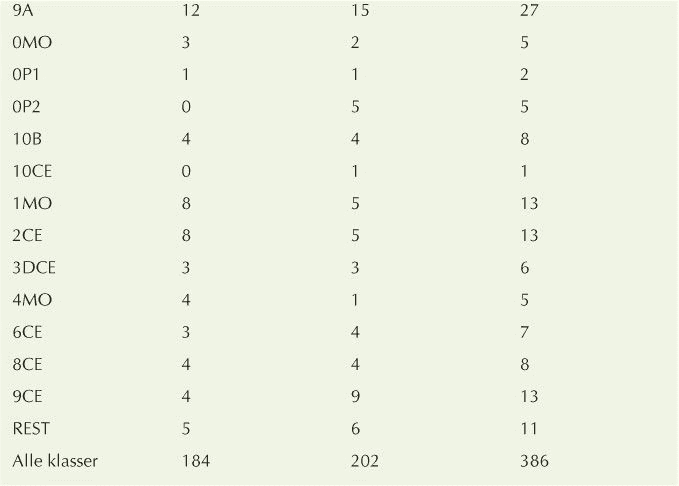 9A 12 15 27
0MO 3 2 5
0P1 1 1 2
0P2 0 5 5
10B 4 4 8
10CE 0 1 1
1MO 8 5 13
2CE 8 5 13
3DCE 3 3 6
4MO 4 1 5
6CE 3 4 7
8CE 4 4 8
9CE 4 9 13
REST 5 6 11
Alle klasser 184 202 386